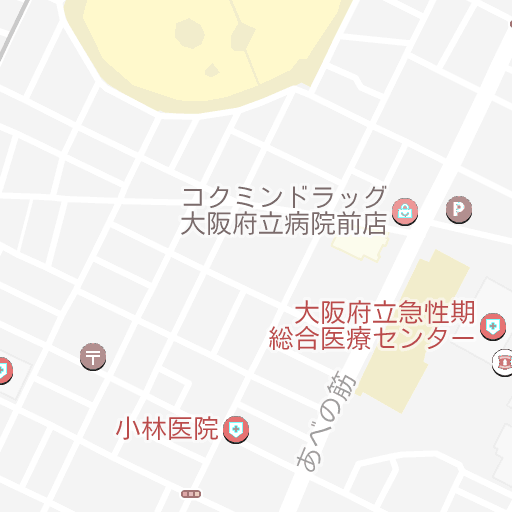 コクミンドラッグ
大阪府立病院前店
P
大阪府立急性期
総合医療センター
あべの筋
小林医院